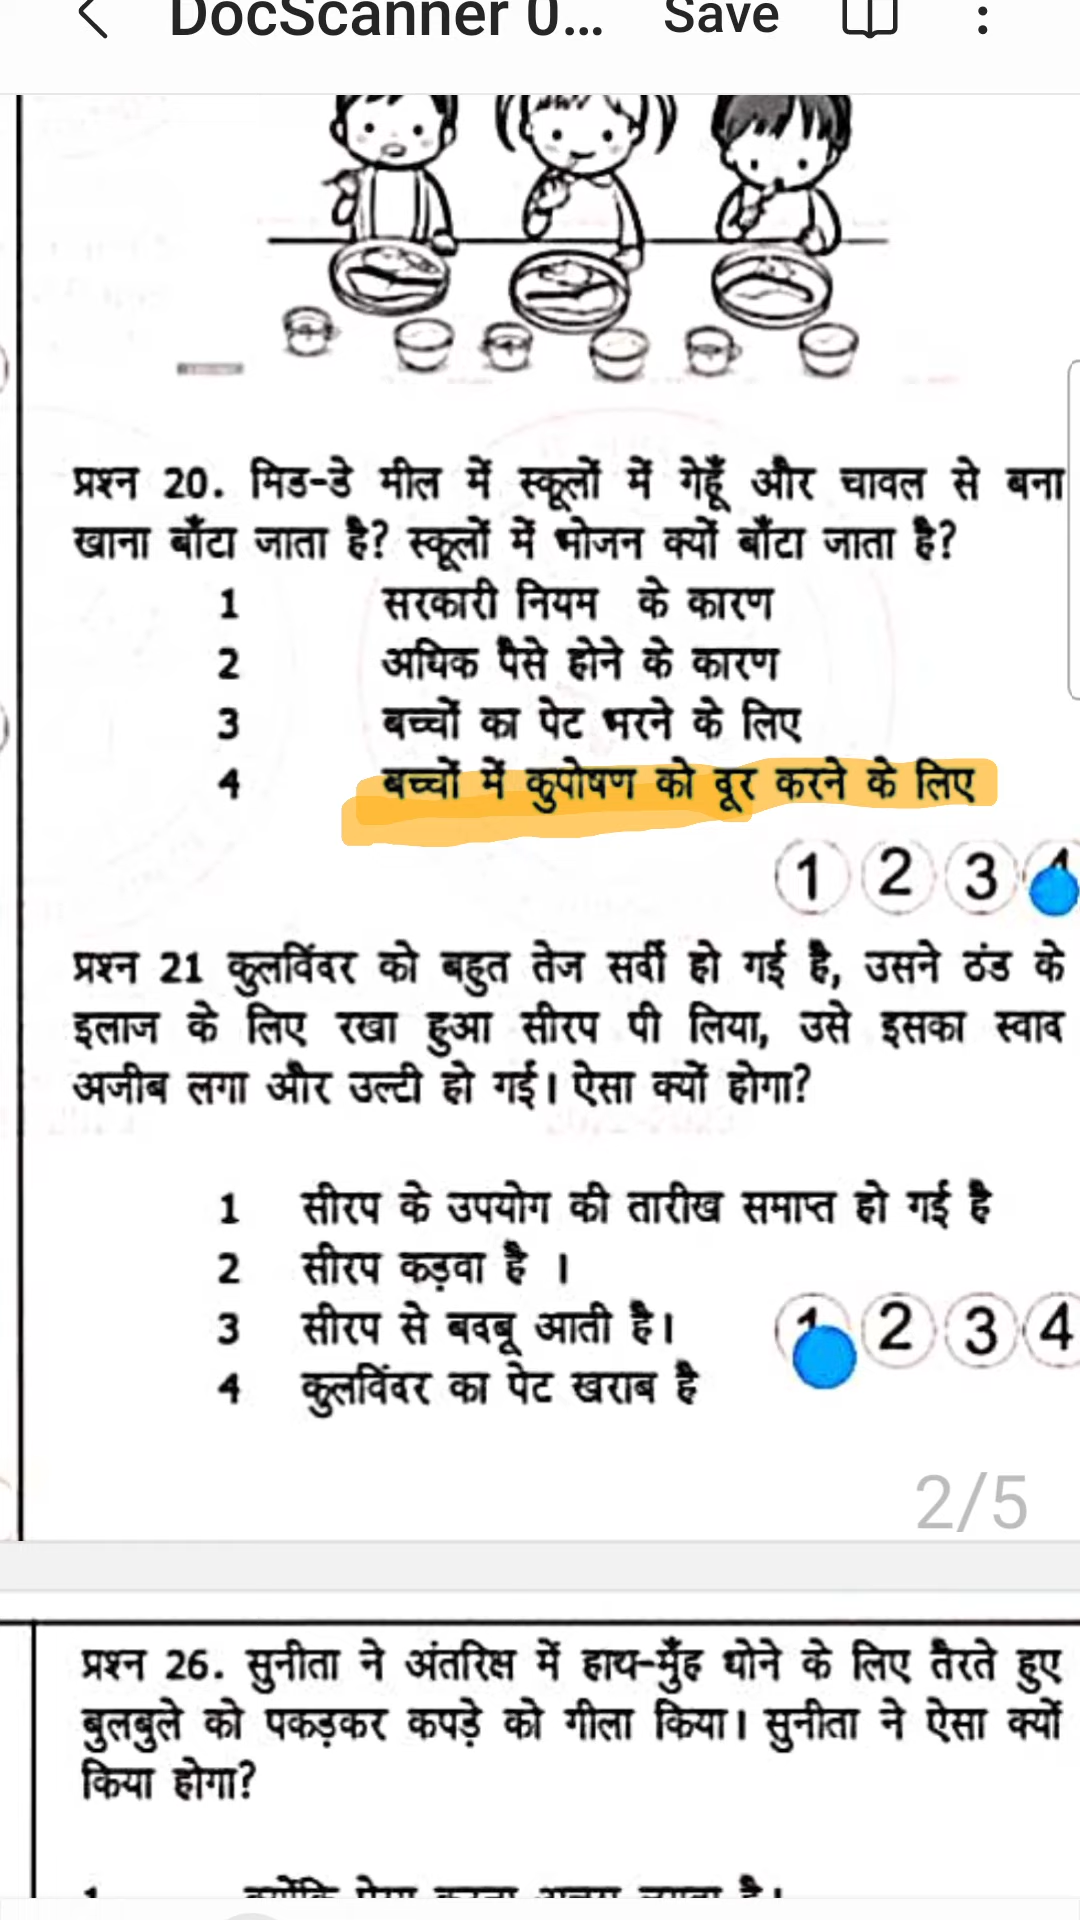 DocScanner 0... Save
प्रश्न 20. मिड-डे मील में स्कूलों में गेहूँ और चावल से बना
खाना बाँटा जाता है? स्कूलों में भोजन क्यों बाँटा जाता है?
1 सरकारी नियम के कारण
2 अधिक पैसे होने के कारण
3 बच्चों का पेट भरने के लिए
4 बच्चों में कुपोषण को दूर करने के लिए
1 2 3 4
प्रश्न 21 कुलविंदर को बहुत तेज सर्दी हो गई है, उसने ठंड के
इलाज के लिए रखा हुआ सीरप पी लिया, उसे इसका स्वाद
अजीब लगा और उल्टी हो गई। ऐसा क्यों होगा?
1 सीरप के उपयोग की तारीख समाप्त हो गई है
2 सीरप कड़वा है ।
3 सीरप से बदबू आती है।
1 2 3 4
4 कुलविंदर का पेट खराब है
2/5
प्रश्न 26. सुनीता ने अंतरिक्ष में हाथ-मुँह धोने के लिए तैरते हुए
बुलबुले को पकड़कर कपड़े को गीला किया। सुनीता ने ऐसा क्यों
किया होगा?